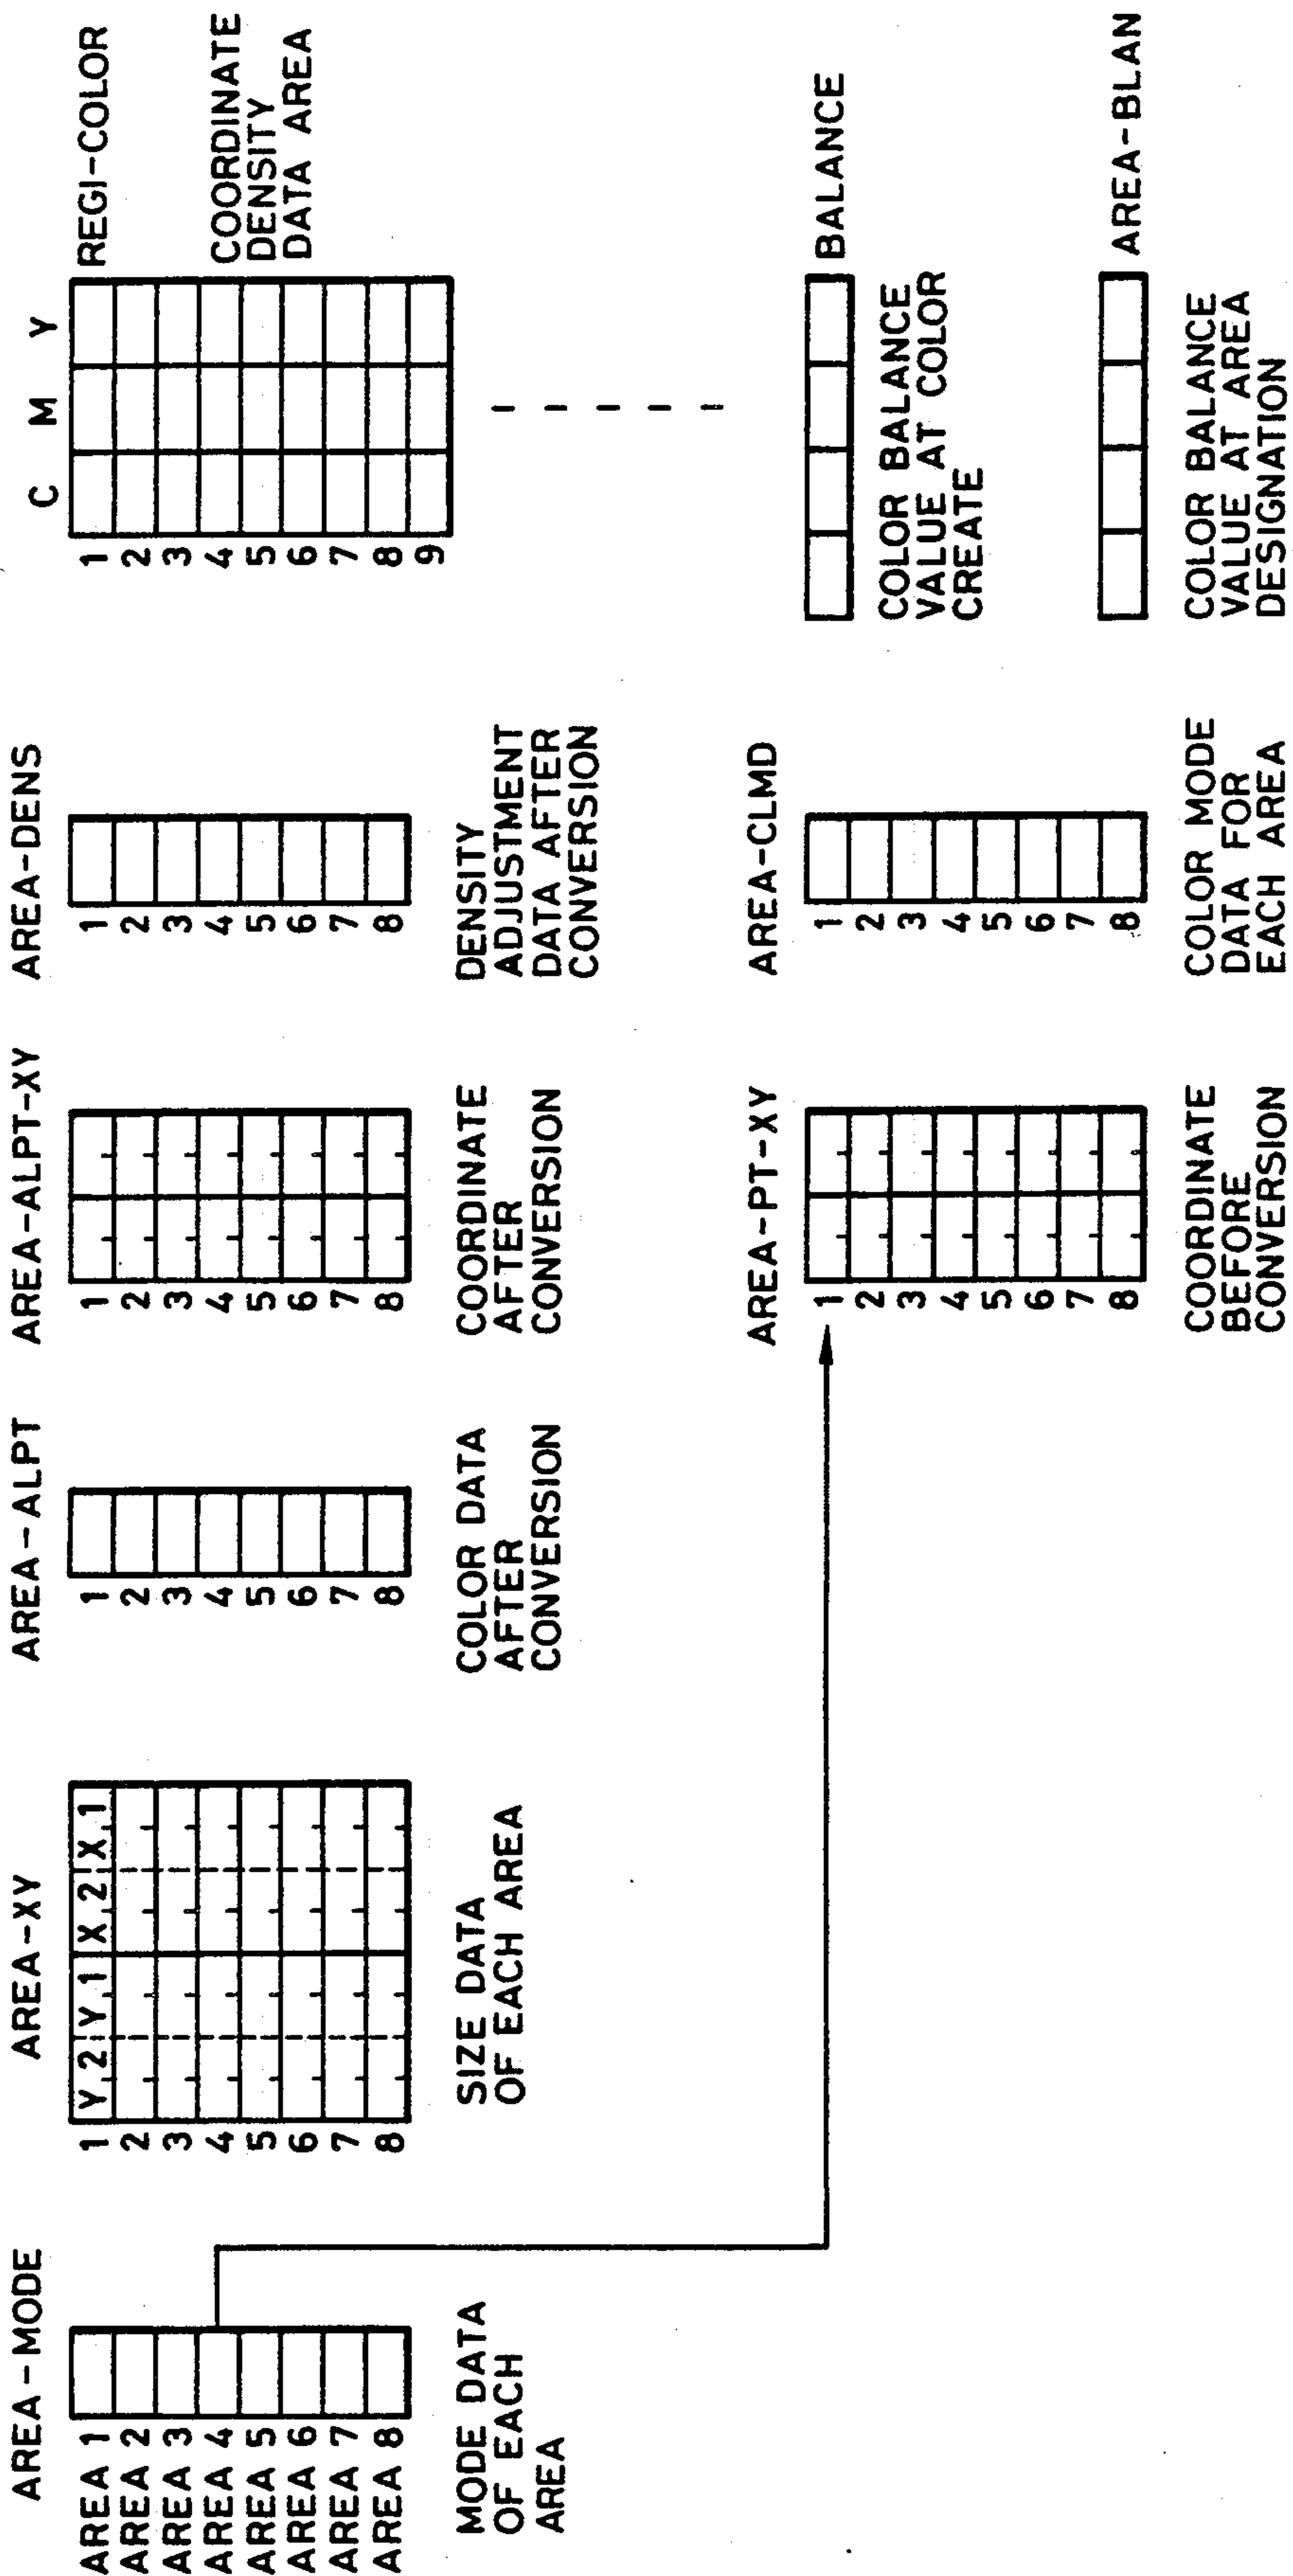 AREA-MODE
AREA 1
AREA 2
AREA 3
AREA 4
AREA 5
AREA 6
AREA 7
AREA 8
MODE DATA
OF EACH
AREA
AREA-XY
Y2 Y1 X2 X1
1
2
3
4
5
6
7
8
SIZE DATA
OF EACH AREA
AREA-ALPT
1
2
3
4
5
6
7
8
COLOR DATA
AFTER
CONVERSION
AREA-ALPT-XY
1
2
3
4
5
6
7
8
COORDINATE
AFTER
CONVERSION
AREA-DENS
1
2
3
4
5
6
7
8
DENSITY
ADJUSTMENT
DATA AFTER
CONVERSION
C M Y
1
2
3
4
5
6
7
8
9
REGI-COLOR
COORDINATE
DENSITY
DATA AREA
AREA-PT-XY
1
2
3
4
5
6
7
8
COORDINATE
BEFORE
CONVERSION
AREA-CLMD
1
2
3
4
5
6
7
8
COLOR MODE
DATA FOR
EACH AREA
BALANCE
COLOR BALANCE
VALUE AT COLOR
CREATE
AREA-BLAN
COLOR BALANCE
VALUE AT AREA
DESIGNATION